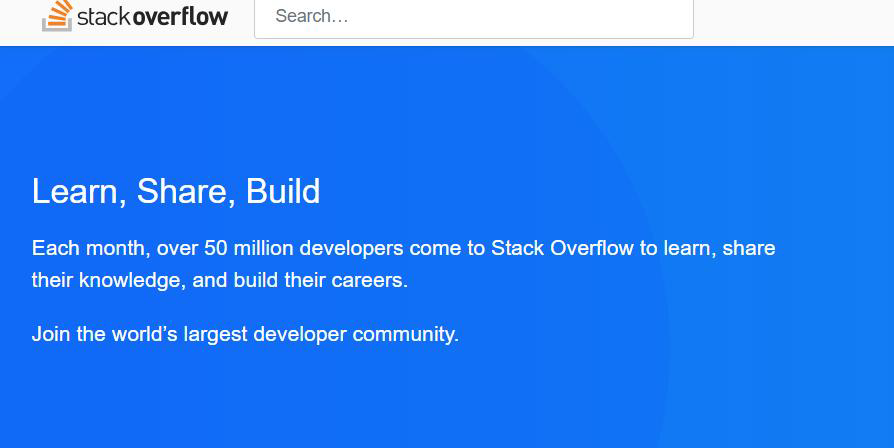 stackoverflow
Search…
Learn, Share, Build
Each month, over 50 million developers come to Stack Overflow to learn, share
their knowledge, and build their careers.
Join the world’s largest developer community.